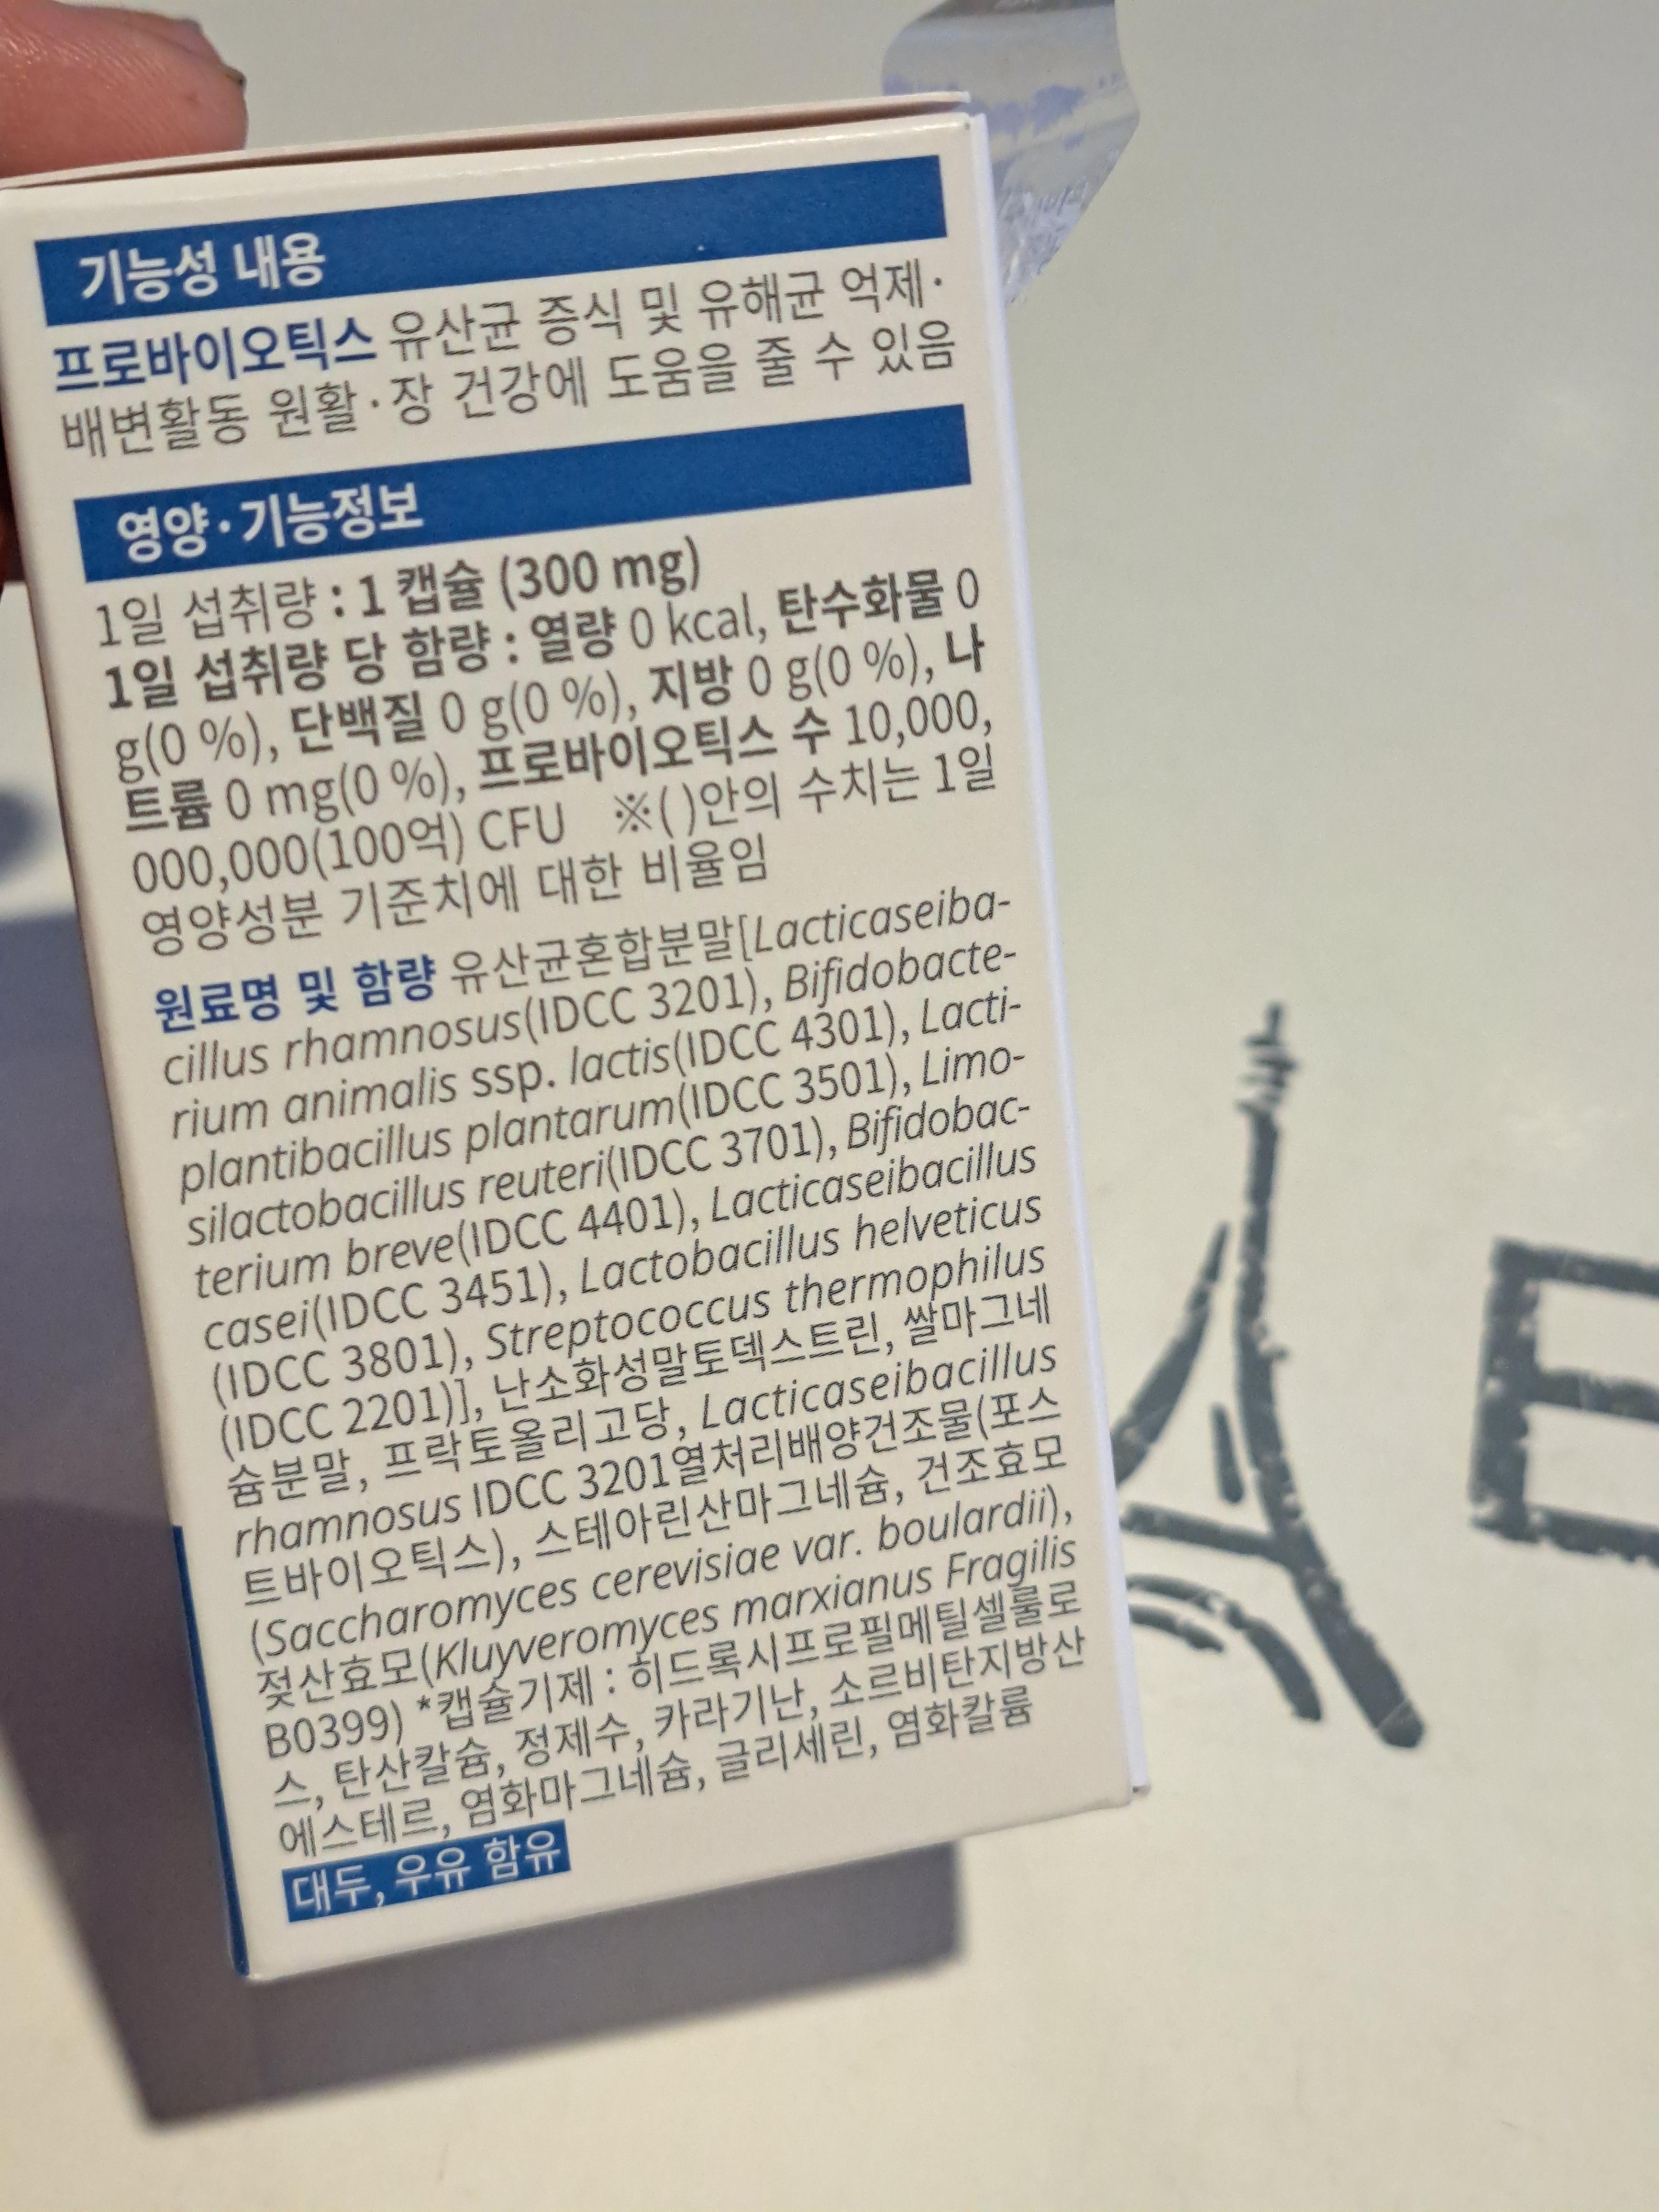 기능성 내용
프로바이오틱스 유산균 증식 및 유해균 억제·
배변활동 원활·장 건강에 도움을 줄 수 있음
영양·기능정보
1일 섭취량 : 1 캡슐 (300 mg)
1일 섭취량 당 함량 : 열량 0 kcal, 탄수화물 0
g(0 %), 단백질 0 g(0 %), 지방 0 g(0 %), 나
트륨 0 mg(0 %), 프로바이오틱스 수 10,000,
000,000(100억) CFU ※( )안의 수치는 1일
영양성분 기준치에 대한 비율임
원료명 및 함량 유산균혼합분말[Lacticaseiba-
cillus rhamnosus(IDCC 3201), Bifidobacte-
rium animalis ssp. lactis(IDCC 4301), Lacti-
plantibacillus plantarum(IDCC 3501), Limo-
silactobacillus reuteri(IDCC 3701), Bifidobac-
terium breve(IDCC 4401), Lacticaseibacillus
casei(IDCC 3451), Lactobacillus helveticus
(IDCC 3801), Streptococcus thermophilus
(IDCC 2201)], 난소화성말토덱스트린, 쌀마그네
슘분말, 프락토올리고당, Lacticaseibacillus
rhamnosus IDCC 3201열처리배양건조물(포스
트바이오틱스), 스테아린산마그네슘, 건조효모
(Saccharomyces cerevisiae var. boulardii),
젖산효모(Kluyveromyces marxianus Fragilis
B0399) *캡슐기제 : 히드록시프로필메틸셀룰로
스, 탄산칼슘, 정제수, 카라기난, 소르비탄지방산
에스테르, 염화마그네슘, 글리세린, 염화칼륨
대두, 우유 함유
E